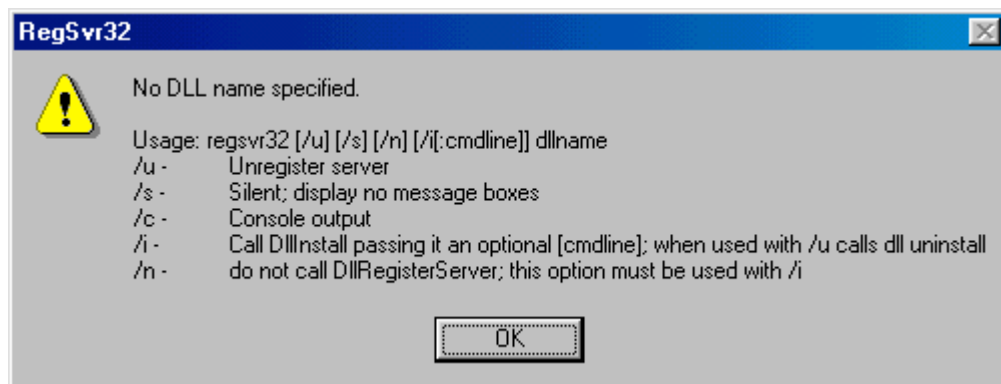 RegSvr32
No DLL name specified.
Usage: regsvr32 [/u] [/s] [/n] [/i[:cmdline]] dllname
/u - Unregister server
/s - Silent; display no message boxes
/c - Console output
/i - Call DllInstall passing it an optional [cmdline]; when used with /u calls dll uninstall
/n - do not call DllRegisterServer; this option must be used with /i
OK